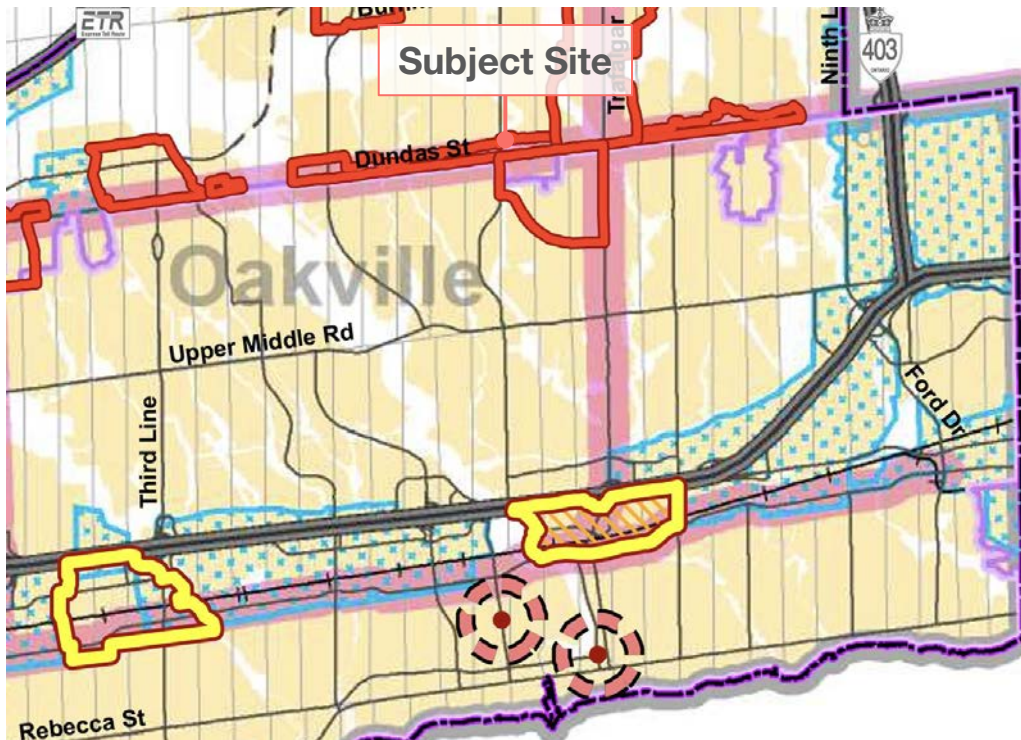 ETR
Express Toll Route
Subject Site
403
ONTARIO
Dundas St
Oakville
Upper Middle Rd
Third Line
Ford Dr
Rebecca St